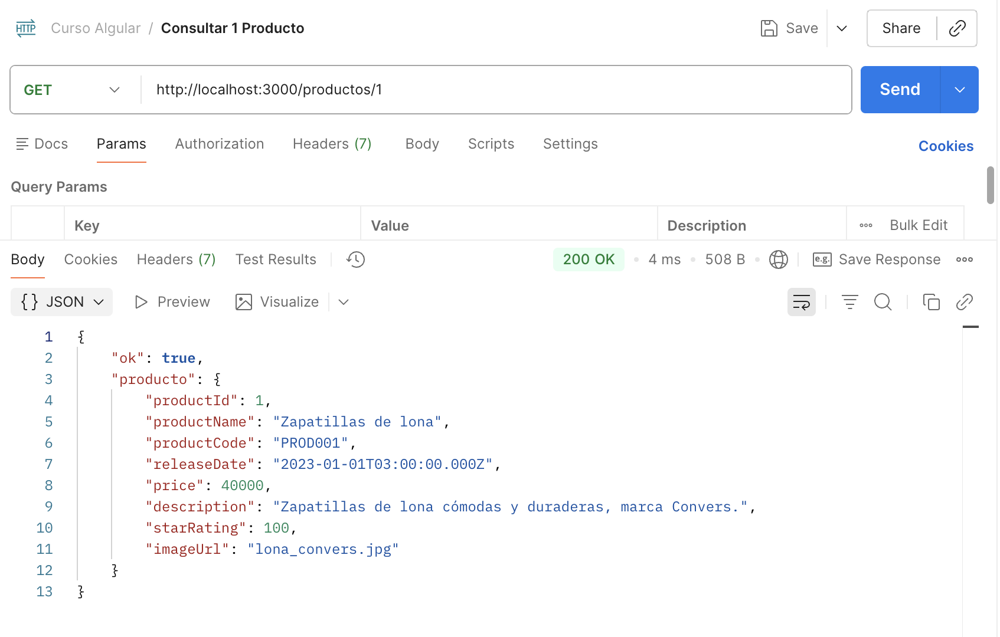 HTTP Curso Algular / Consultar 1 Producto Save Share
GET http://localhost:3000/productos/1 Send
Docs Params Authorization Headers (7) Body Scripts Settings Cookies
Query Params
Key Value Description Bulk Edit
Body Cookies Headers (7) Test Results 200 OK 4 ms 508 B e.g. Save Response
{ } JSON Preview Visualize
1 {
2 "ok": true,
3 "producto": {
4 "productId": 1,
5 "productName": "Zapatillas de lona",
6 "productCode": "PROD001",
7 "releaseDate": "2023-01-01T03:00:00.000Z",
8 "price": 40000,
9 "description": "Zapatillas de lona cómodas y duraderas, marca Convers.",
10 "starRating": 100,
11 "imageUrl": "lona_convers.jpg"
12 }
13 }